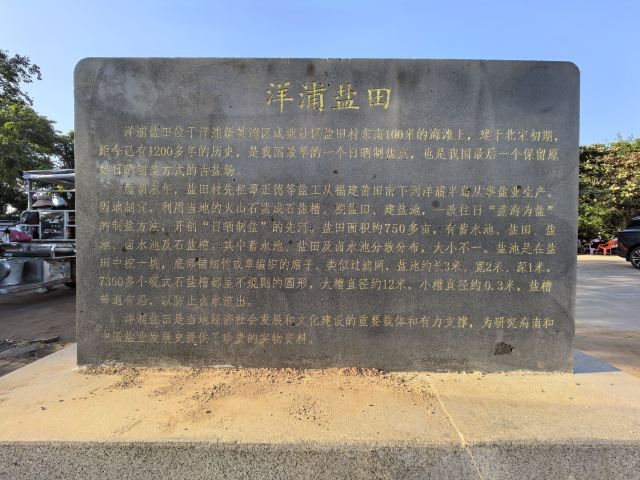 洋浦盐田
洋浦盐田位于洋浦新英湾区咸塘社区盐田村东南100米的海滩上，建于北宋初期，
距今已有1200多年的历史，是我国最早的一个日晒制盐点，也是我国最后一个保留原
始日晒制盐方式的古盐场。
唐朝末年，盐田村先祖谭正德等盐工从福建莆田南下到洋浦半岛从事盐业生产。
因地制宜，利用当地的火山石凿成石盐槽、挑盐田、建盐池，一改往日“煮海为盐”
的制盐方法，开创“日晒制盐”的先河。盐田面积约750多亩，有蓄水池、盐田、盐
池、卤水池及石盐槽。其中蓄水池、盐田及卤水池分散分布，大小不一。盐池是在盐
田中挖一坑，底部铺细竹或草编织的席子，类似过滤网，盐池约长3米，宽2米，深1米。
7390多个砚式石盐槽都呈不规则的圆形，大槽直径约12米，小槽直径约0.3米，盐槽
周边有沿，以防止卤水流出。
洋浦盐田是当地经济社会发展和文化建设的重要载体和有力支撑，为研究海南和
中国盐业发展史提供了珍贵的实物资料。